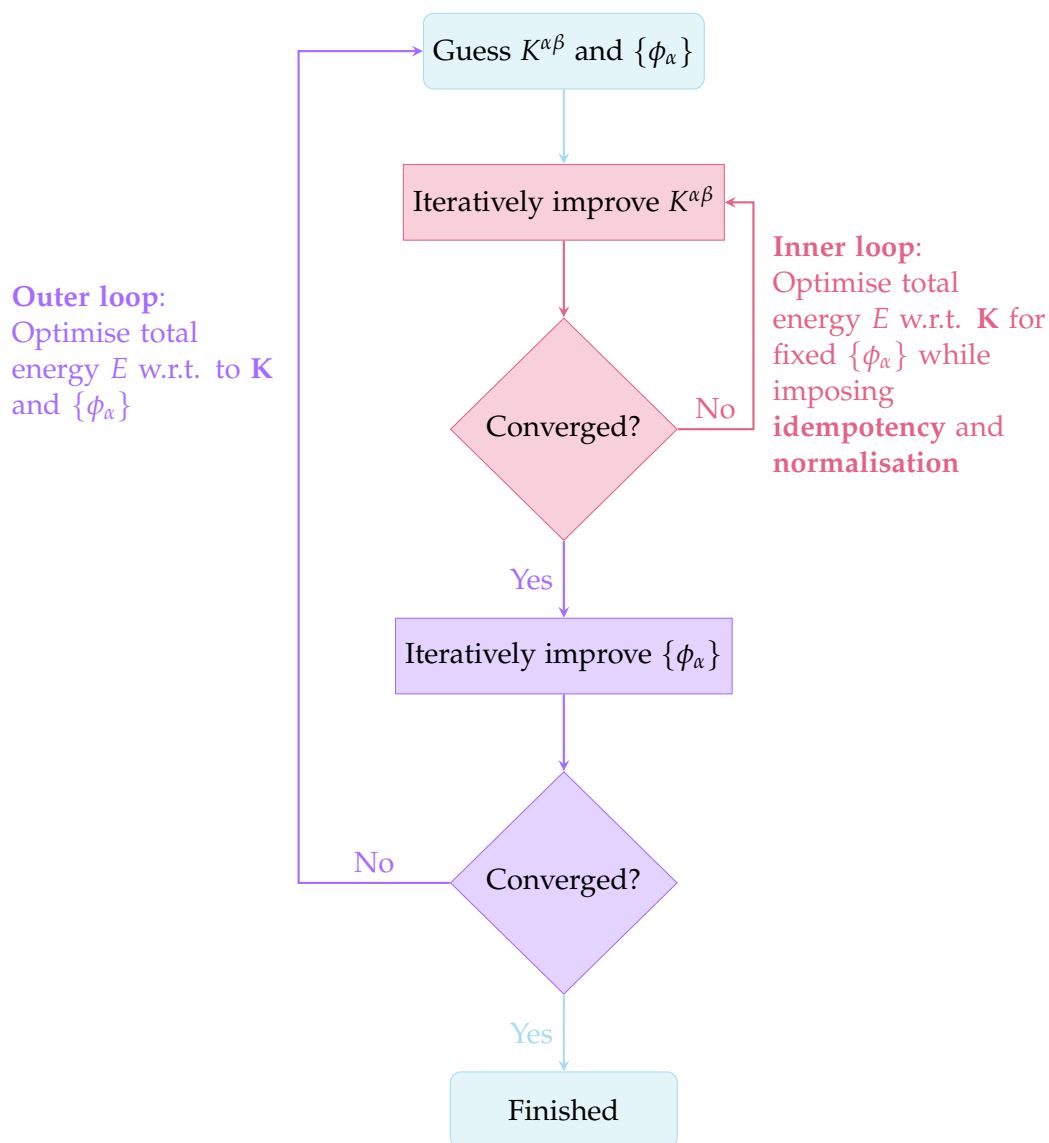 Guess K^{αβ} and {ϕ_α}
Iteratively improve K^{αβ}
Inner loop:
Optimise total
energy E w.r.t. K for
fixed {ϕ_α} while
imposing
idempotency and
normalisation
Outer loop:
Optimise total
energy E w.r.t. to K
and {ϕ_α}
Converged?
No
Yes
Iteratively improve {ϕ_α}
Converged?
No
Yes
Finished